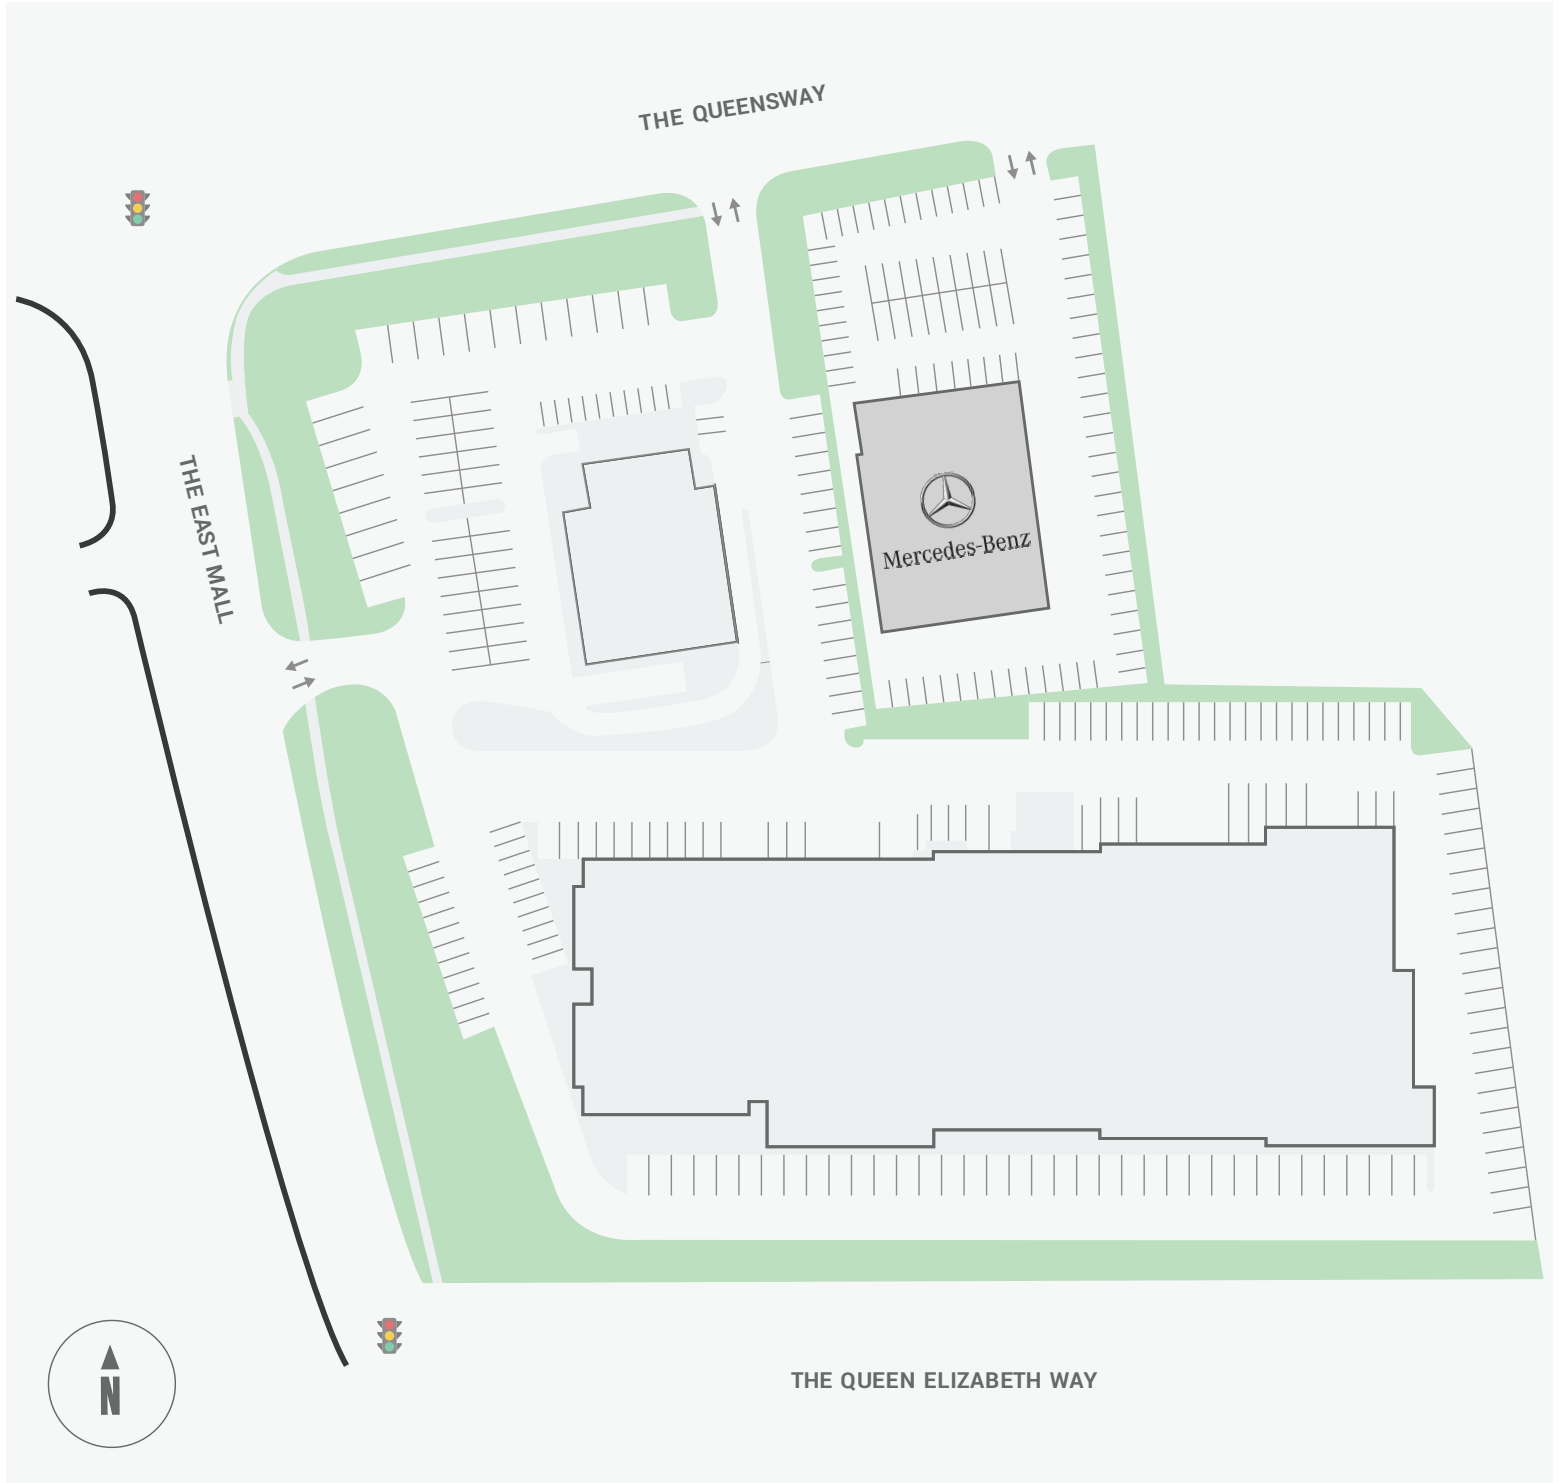 THE QUEENSWAY
THE EAST MALL
Mercedes-Benz
N
THE QUEEN ELIZABETH WAY